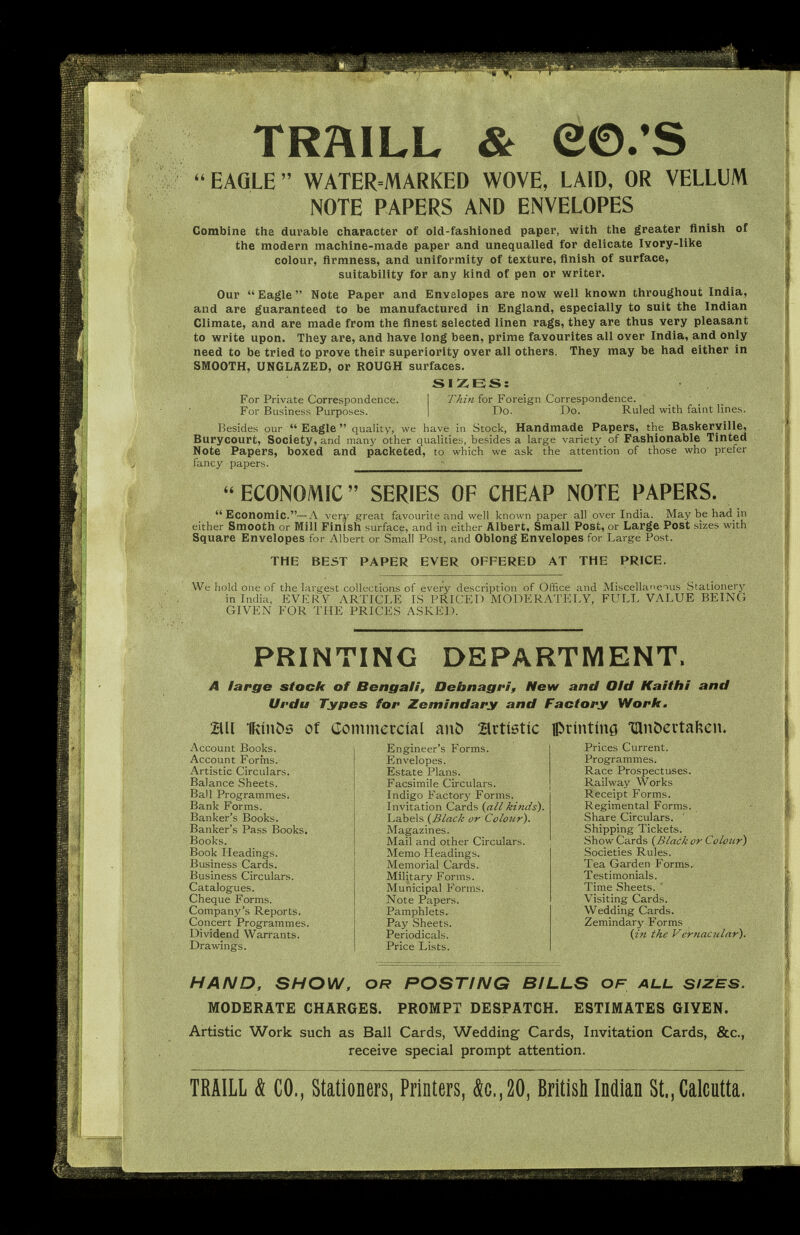 TRAILL & CO.'S
"EAGLE" WATER=MARKED WOVE, LAID, OR VELLUM
NOTE PAPERS AND ENVELOPES
Combine the durable character of old-fashioned paper, with the greater finish of
the modern machine-made paper and unequalled for delicate Ivory-like
colour, firmness, and uniformity of texture, finish of surface,
suitability for any kind of pen or writer.
Our "Eagle" Note Paper and Envelopes are now well known throughout India,
and are guaranteed to be manufactured in England, especially to suit the Indian
Climate, and are made from the finest selected linen rags, they are thus very pleasant
to write upon. They are, and have long been, prime favourites all over India, and only
need to be tried to prove their superiority over all others. They may be had either in
SMOOTH, UNGLAZED, or ROUGH surfaces.
SIZES:
For Private Correspondence. | Thin for Foreign Correspondence.
For Business Purposes. | Do. Do. Ruled with faint lines.
Besides our "Eagle" quality, we have in Stock, Handmade Papers, the Baskerville,
Burycourt, Society, and many other qualities, besides a large variety of Fashionable Tinted
Note Papers, boxed and packeted, to which we ask the attention of those who prefer
fancy papers.
"ECONOMIC" SERIES OF CHEAP NOTE PAPERS.
"Economic."—A very great favourite and well known paper all over India. May be had in
either Smooth or Mill Finish surface, and in either Albert, Small Post, or Large Post sizes with
Square Envelopes for Albert or Small Post, and Oblong Envelopes for Large Post.
THE BEST PAPER EVER OFFERED AT THE PRICE.
We hold one of the largest collections of every description of Office and Miscellaneous Stationery
in India, EVERY ARTICLE IS PRICED MODERATELY, FULL VALUE BEING
GIVEN FOR THE PRICES ASKED.
PRINTING DEPARTMENT.
A large stock of Bengali, Debnagri, New and Old Kaithi and
Urdu Types for Zemindary and Factory Work.
All Kinds of Commercial and Artistic Printing Undertaken.
Account Books.
Account Forms.
Artistic Circulars.
Balance Sheets.
Ball Programmes.
Bank Forms.
Banker's Books.
Banker's Pass Books.
Books.
Book Headings.
Business Cards.
Business Circulars.
Catalogues.
Cheque Forms.
Company's Reports.
Concert Programmes.
Dividend Warrants.
Drawings.
Engineer's Forms.
Envelopes.
Estate Plans.
Facsimile Circulars.
Indigo Factory Forms.
Invitation Cards (all kinds).
Labels (Black or Colour).
Magazines.
Mail and other Circulars.
Memo Headings.
Memorial Cards.
Military Forms.
Municipal Forms.
Note Papers.
Pamphlets.
Pay Sheets.
Periodicals.
Price Lists.
Prices Current.
Programmes.
Race Prospectuses.
Railway Works
Receipt Forms.
Regimental Forms.
Share Circulars.
Shipping Tickets.
Show Cards (Black or Colour)
Societies Rules.
Tea Garden Forms.
Testimonials.
Time Sheets.
Visiting Cards.
Wedding Cards.
Zemindary Forms
(in the Vernacular).
HAND, SHOW, OR POSTING BILLS OF ALL SIZES.
MODERATE CHARGES. PROMPT DESPATCH. ESTIMATES GIVEN.
Artistic Work such as Ball Cards, Wedding Cards, Invitation Cards, &c.,
receive special prompt attention.
TRAILL & CO., Stationers, Printers, &c., 20, British Indian St., Calcutta.